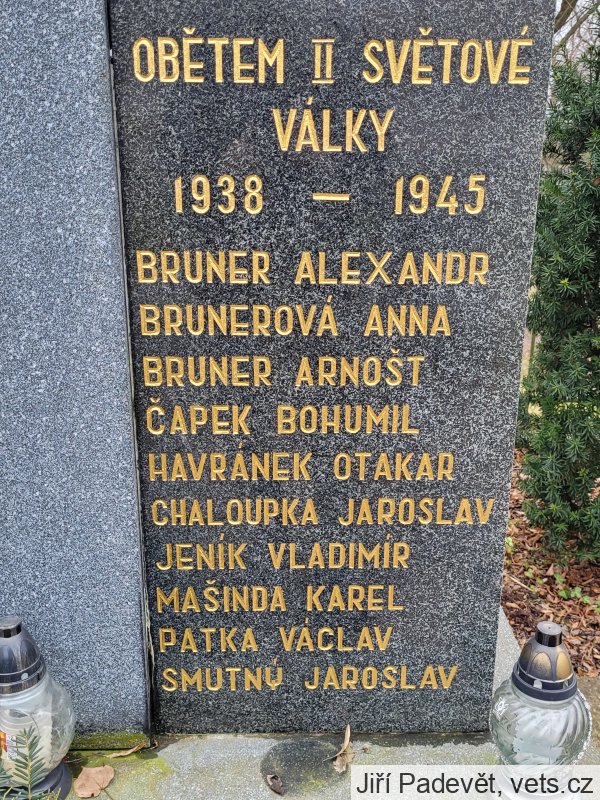 OBĚTEM II SVĚTOVÉ
VÁLKY
1938 — 1945
BRUNER ALEXANDR
BRUNEROVÁ ANNA
BRUNER ARNOŠT
ČAPEK BOHUMIL
HAVRÁNEK OTAKAR
CHALOUPKA JAROSLAV
JENÍK VLADIMÍR
MAŠINDA KAREL
PATKA VÁCLAV
SMUTNÝ JAROSLAV
Jiří Padevět, vets.cz